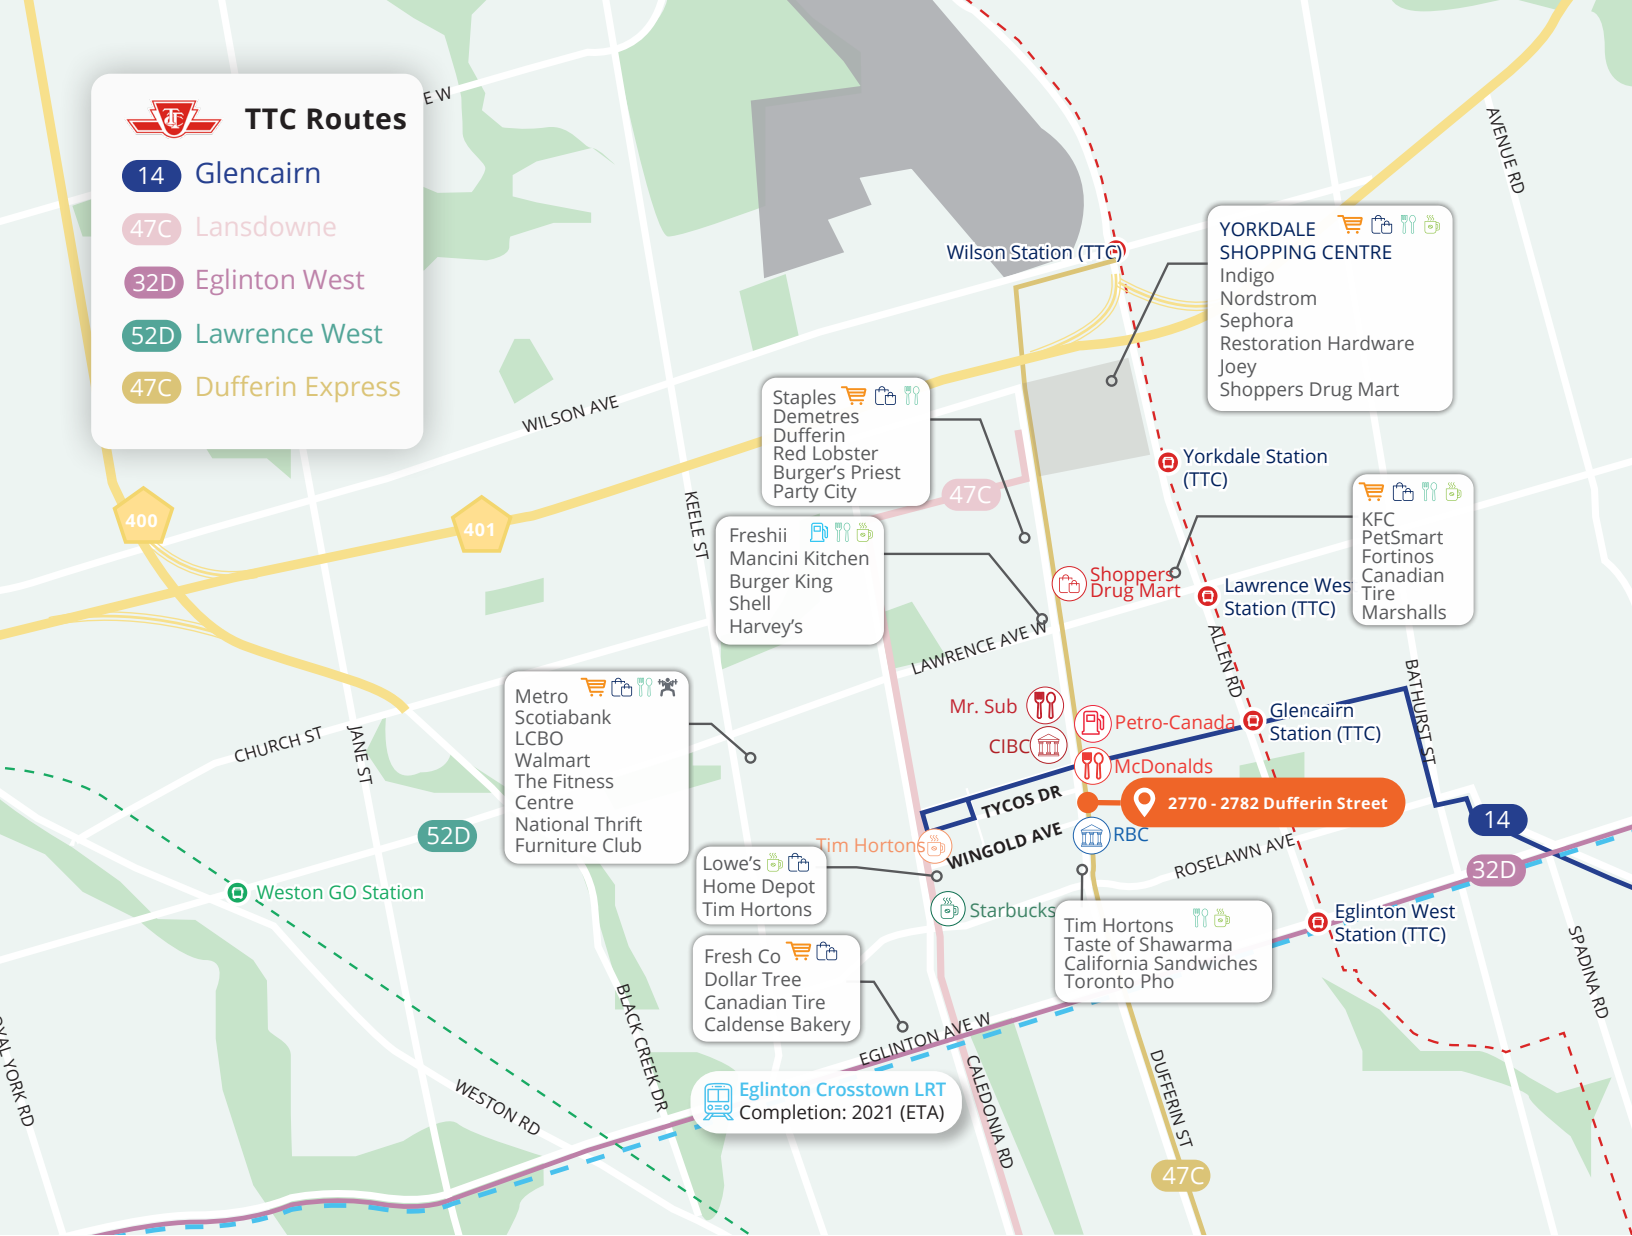 TTC Routes
14 Glencairn
47C Lansdowne
32D Eglinton West
52D Lawrence West
47C Dufferin Express
E W
AVENUE RD
Wilson Station (TTC)
YORKDALE
SHOPPING CENTRE
Indigo
Nordstrom
Sephora
Restoration Hardware
Joey
Shoppers Drug Mart
WILSON AVE
Staples
Demetres
Dufferin
Red Lobster
Burger's Priest
Party City
47C
Yorkdale Station
(TTC)
400
401
KEELE ST
Freshii
Mancini Kitchen
Burger King
Shell
Harvey's
KFC
PetSmart
Fortinos
Canadian
Tire
Marshalls
Shoppers
Drug Mart
Lawrence Wes
Station (TTC)
LAWRENCE AVE W
ALLEN RD
BATHURST ST
Metro
Scotiabank
LCBO
Walmart
The Fitness
Centre
National Thrift
Furniture Club
CHURCH ST
JANE ST
Mr. Sub
Petro-Canada
CIBC
McDonalds
Glencairn
Station (TTC)
TYCOS DR
2770 - 2782 Dufferin Street
14
52D
Tim Hortons
WINGOLD AVE
RBC
ROSELAWN AVE
32D
Lowe's
Home Depot
Tim Hortons
Weston GO Station
Starbucks
Tim Hortons
Taste of Shawarma
California Sandwiches
Toronto Pho
Eglinton West
Station (TTC)
SPADINA RD
Fresh Co
Dollar Tree
Canadian Tire
Caldense Bakery
BLACK CREEK DR
EGLINTON AVE W
OYAL YORK RD
WESTON RD
Eglinton Crosstown LRT
Completion: 2021 (ETA)
CALEDONIA RD
DUFFERIN ST
47C